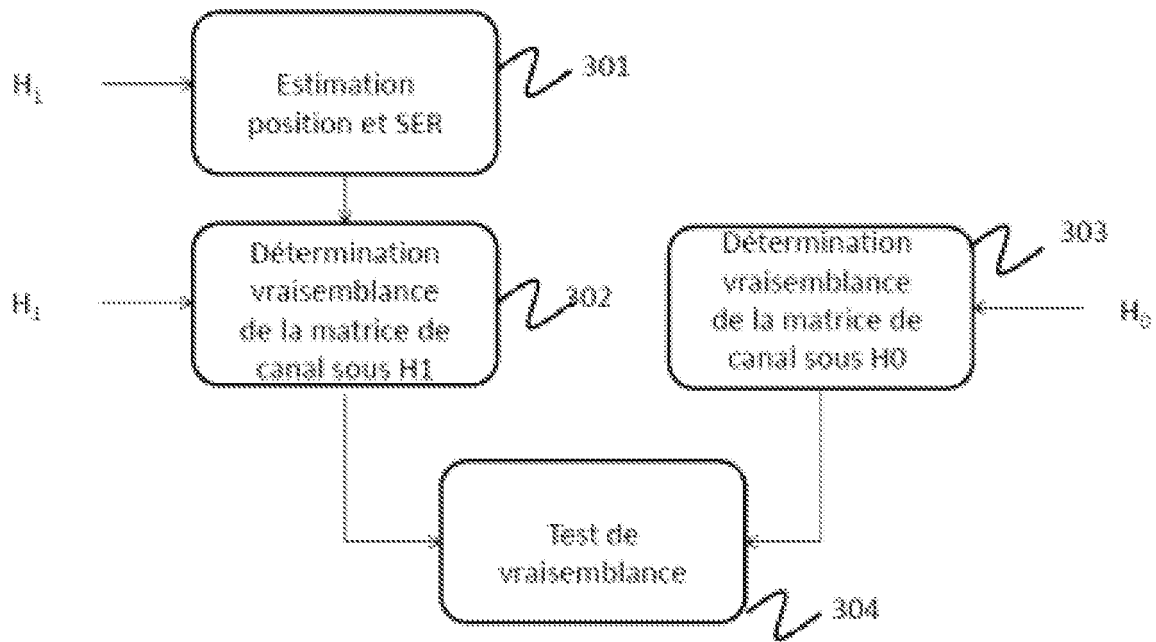 H₁
Estimation
position et SER
301
H₁
Détermination
vraisemblance
de la matrice de
canal sous H1
302
Détermination
vraisemblance
de la matrice de
canal sous H0
303
H₀
Test de
vraisemblance
304